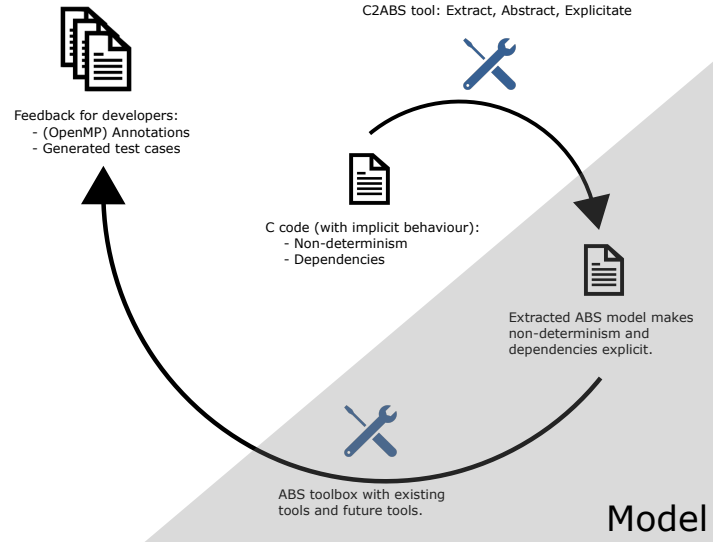 C2ABS tool: Extract, Abstract, Explicitate
Feedback for developers:
- (OpenMP) Annotations
- Generated test cases
C code (with implicit behaviour):
- Non-determinism
- Dependencies
Extracted ABS model makes
non-determinism and
dependencies explicit.
ABS toolbox with existing
tools and future tools.
Model